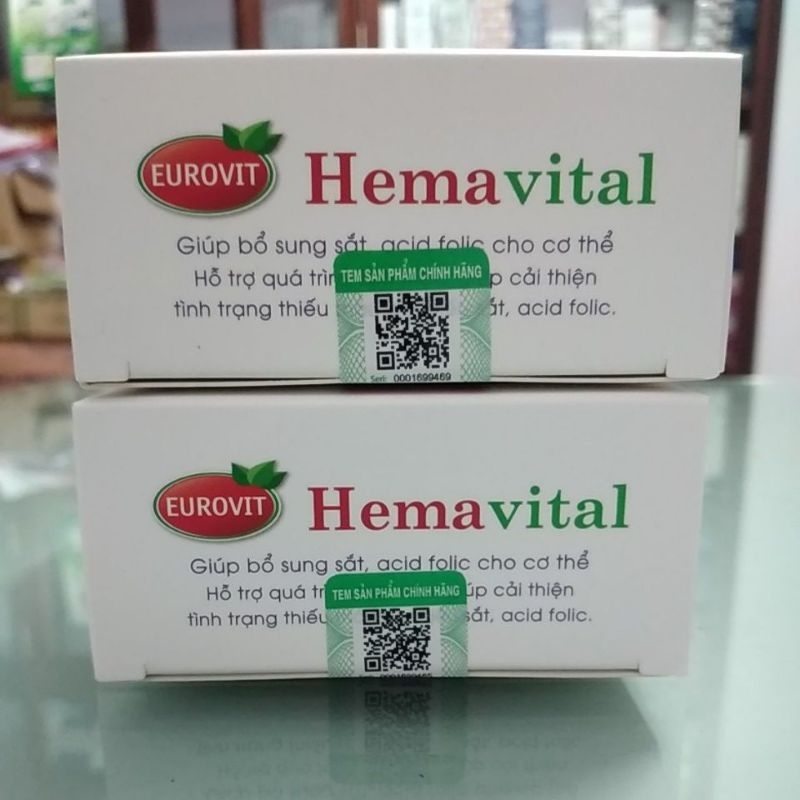 EUROVIT
Hemavital
Giúp bổ sung sắt, acid folic cho cơ thể
Hỗ trợ quá trìn
TEM SẢN PHẨM CHÍNH HÃNG
p cải thiện
tình trạng thiếu
ắt, acid folic.
Seri: 0001699469
EUROVIT
Hemavital
Giúp bổ sung sắt, acid folic cho cơ thể
Hỗ trợ quá trì
TEM SẢN PHẨM CHÍNH HÃNG
úp cải thiện
tình trạng thiếu
sắt, acid folic.